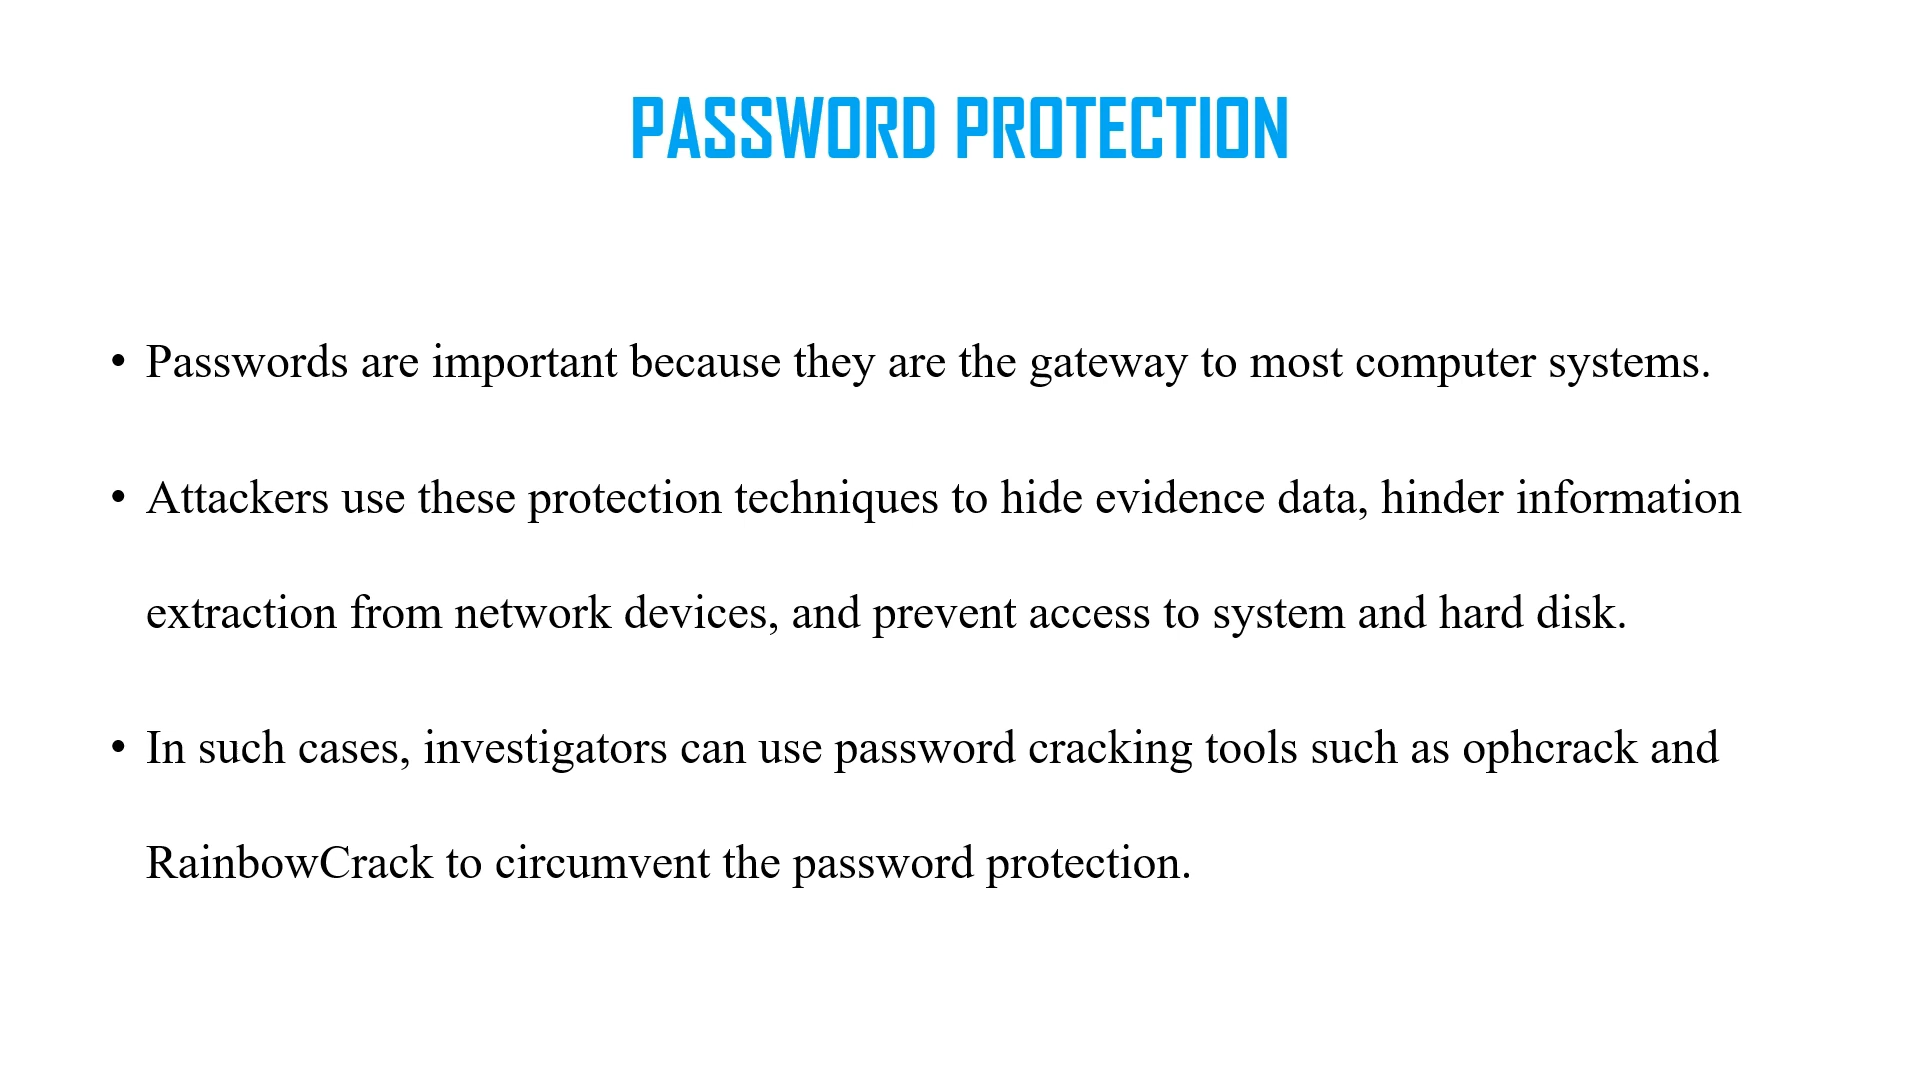 PASSWORD PROTECTION
• Passwords are important because they are the gateway to most computer systems.
• Attackers use these protection techniques to hide evidence data, hinder information
extraction from network devices, and prevent access to system and hard disk.
• In such cases, investigators can use password cracking tools such as ophcrack and
RainbowCrack to circumvent the password protection.